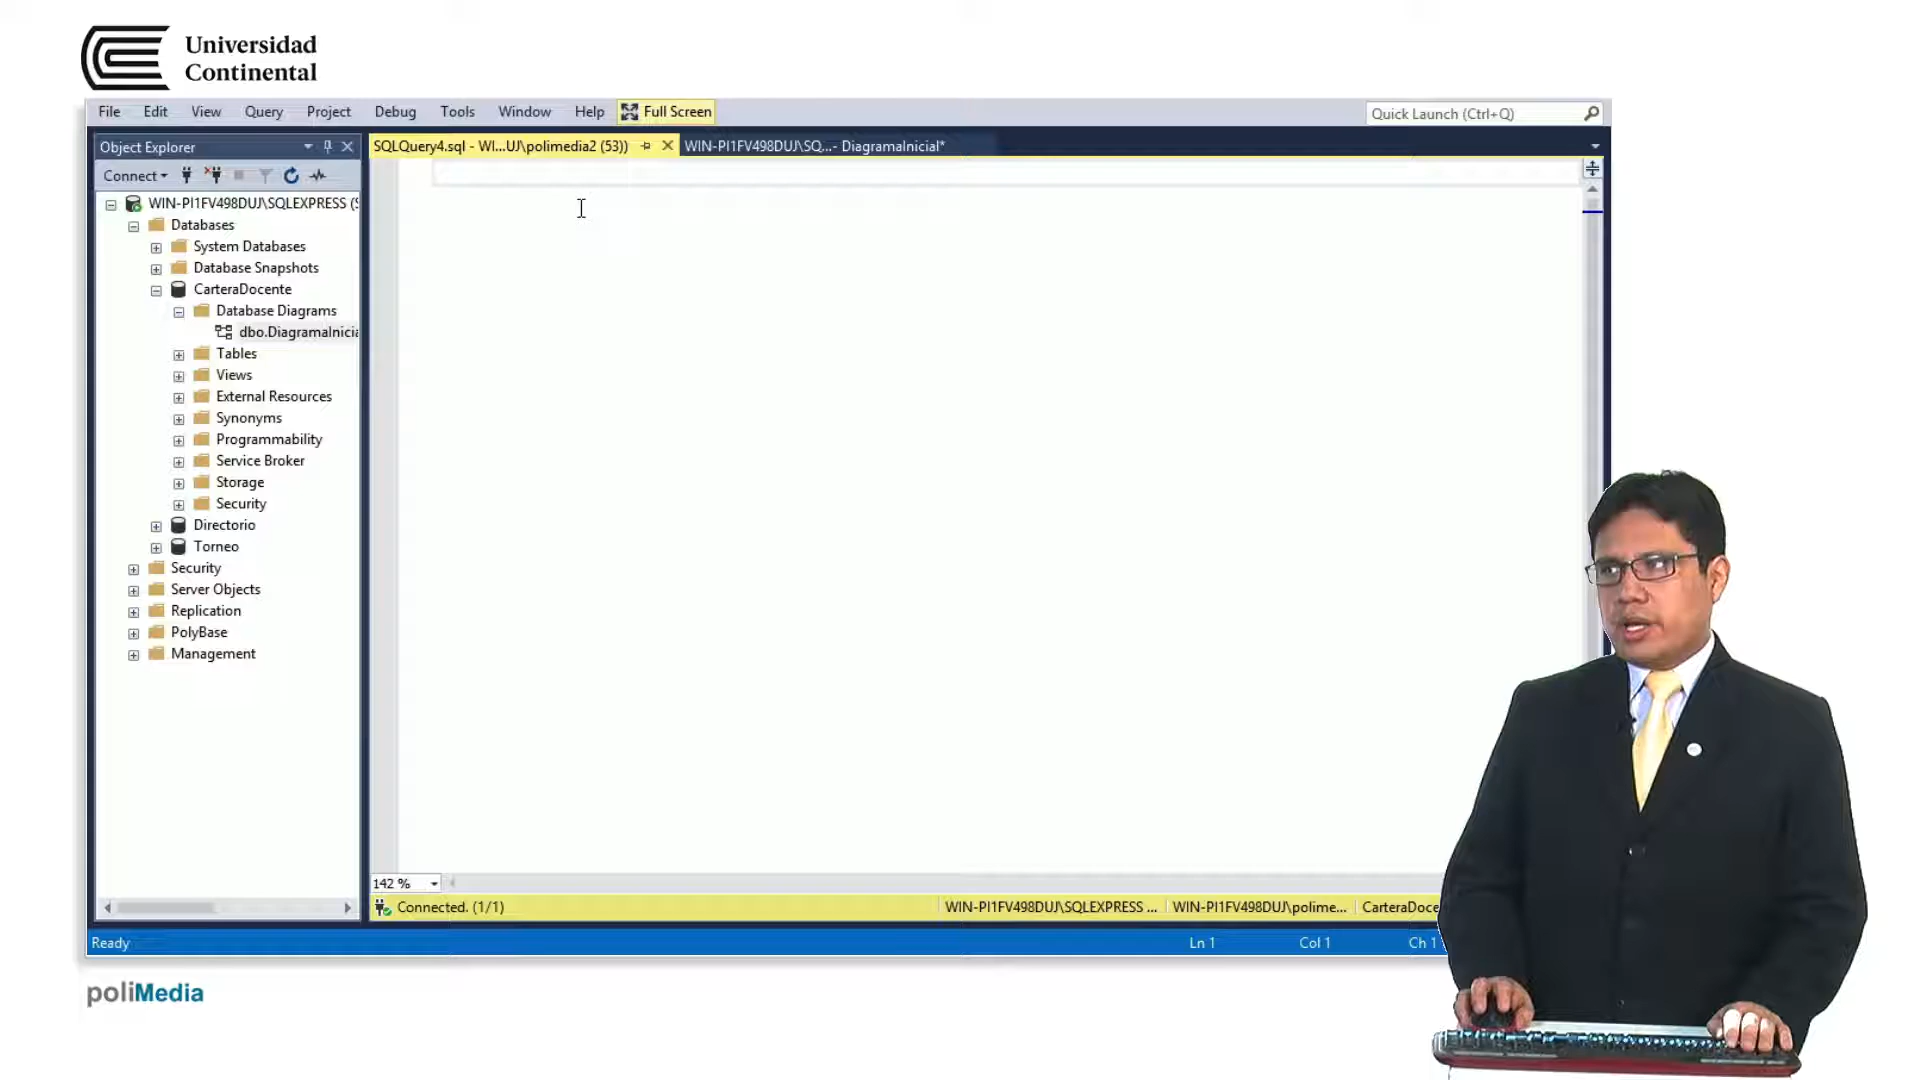 Universidad
Continental
File Edit View Query Project Debug Tools Window Help Full Screen Quick Launch (Ctrl+Q)
Object Explorer
SQLQuery4.sql - WI...UJ\polimedia2 (53)) WIN-PI1FV498DUJ\SQ...- DiagramaInicial*
Connect
WIN-PI1FV498DUJ\SQLEXPRESS (S
Databases
System Databases
Database Snapshots
CarteraDocente
Database Diagrams
dbo.DiagramaInicia
Tables
Views
External Resources
Synonyms
Programmability
Service Broker
Storage
Security
Directorio
Torneo
Security
Server Objects
Replication
PolyBase
Management
142 %
Connected. (1/1) WIN-PI1FV498DUJ\SQLEXPRESS ... WIN-PI1FV498DUJ\polime... CarteraDoce
Ready Ln 1 Col 1 Ch 1
poliMedia